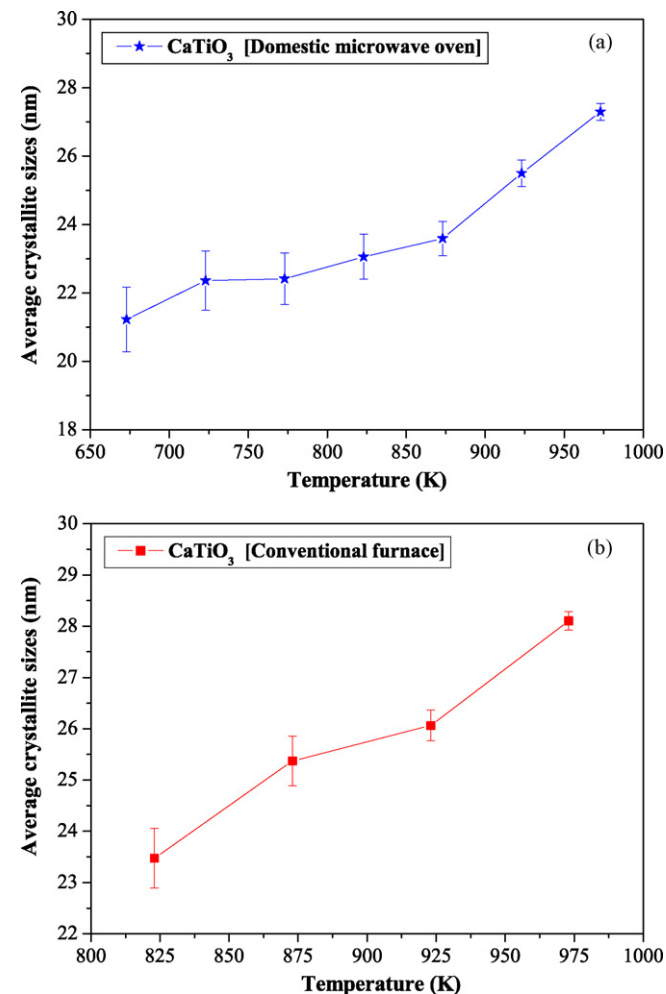 30
28
26
24
22
20
18
Average crystallite sizes (nm)
CaTiO₃ [Domestic microwave oven]
(a)
650 700 750 800 850 900 950 1000
Temperature (K)
30
29
28
27
26
25
24
23
22
Average crystallite sizes (nm)
CaTiO₃ [Conventional furnace]
(b)
800 825 850 875 900 925 950 975 1000
Temperature (K)